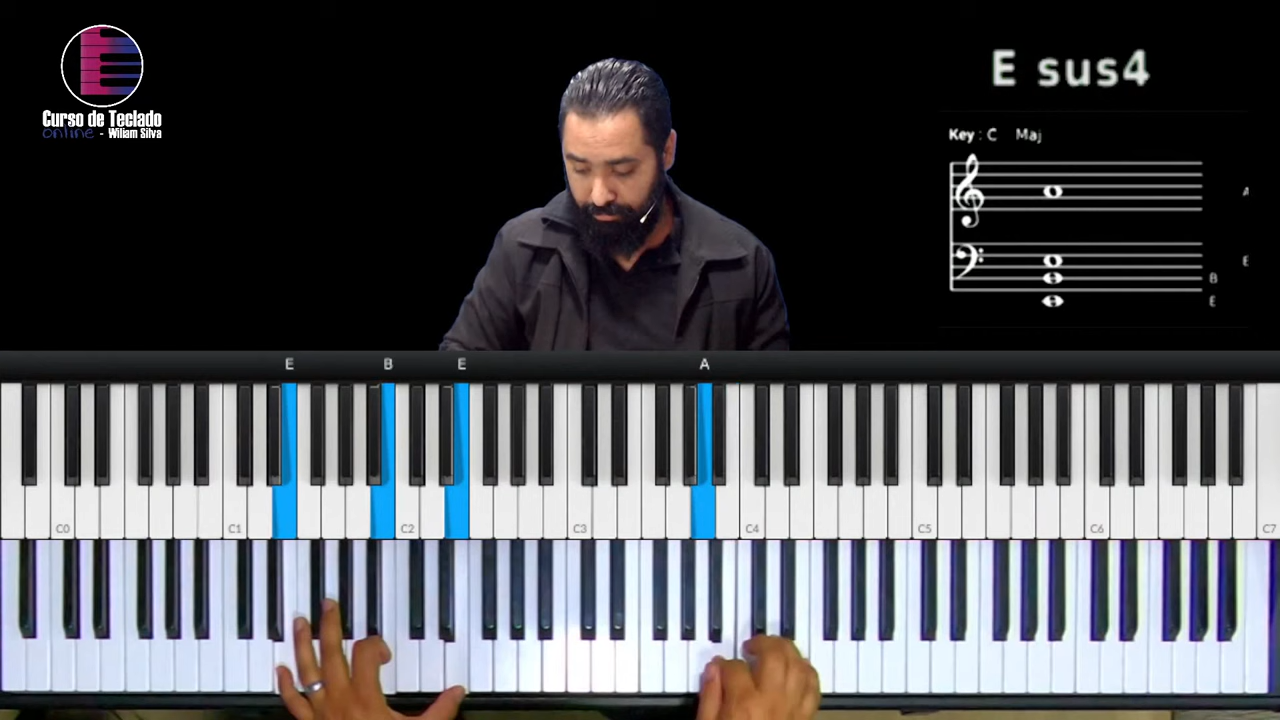 Curso de Teclado
online - Wiliam Silva
E sus4
Key : C Maj
A
E
B
E
E B E A
C0 C1 C2 C3 C4 C5 C6 C7